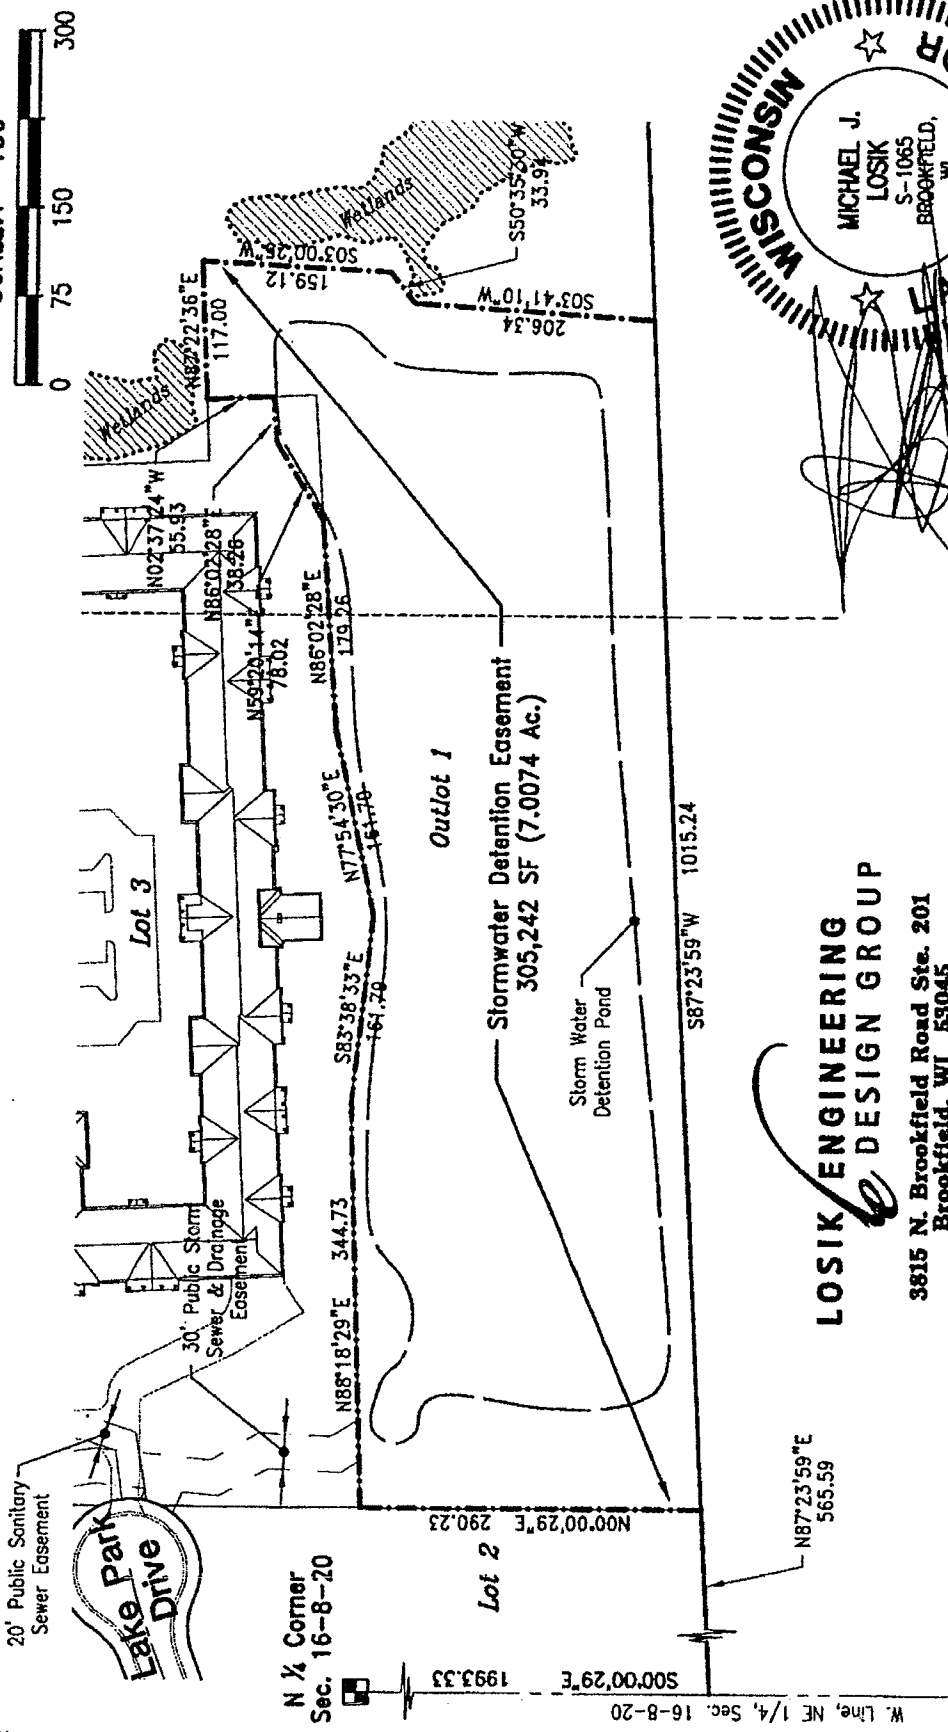 0 75 150 300
20' Public Sanitary
Sewer Easement
Lake Park
Drive
30' Public Storm
Sewer & Drainage
Easement
Lot 3
Wetlands
N87°22'36"E
117.00
N02°37'24"W
55.93
N86°02'28"E
38.26
N59°20'14"E
78.02
N86°02'28"E
179.26
N77°54'30"E
161.70
S83°38'33"E
161.70
N88°18'29"E 344.73
Wetlands
S03°00'26"W
159.12
S50°35'30"W
33.94
S03°41'10"W
206.34
N ¼ Corner
Sec. 16-8-20
Lot 2
N00°00'29"E 290.23
Outlot 1
Stormwater Detention Easement
305,242 SF (7.0074 Ac.)
Storm Water
Detention Pond
S87°23'59"W 1015.24
N87°23'59"E
565.59
S00°00'29"E 1993.33
W. Line, NE 1/4, Sec. 16-8-20
LOSIK ENGINEERING
DESIGN GROUP
3815 N. Brookfield Road Ste. 201
Brookfield, WI 53045
WISCONSIN
MICHAEL J.
LOSIK
S-1065
BROOKFIELD,